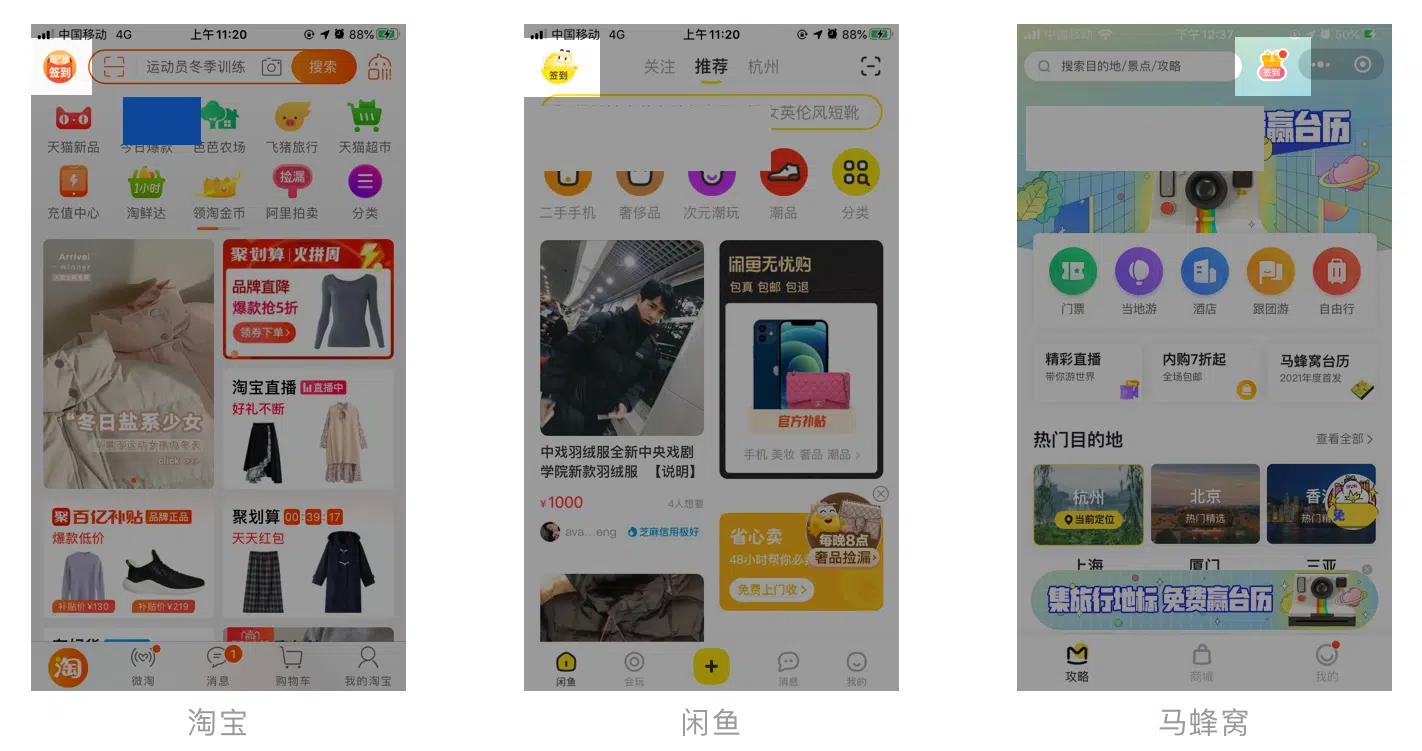 中国移动 4G
上午11:20
88%
签到
运动员冬季训练
搜索
天猫新品
今日爆款
芭芭农场
飞猪旅行
天猫超市
1小时
捡漏
充值中心
淘鲜达
领淘金币
阿里拍卖
分类
Arrivel
winner
冬日盐系少女
click >>>
聚划算 火拼周
品牌直降
爆款抢5折
领券下单>
淘宝直播 直播中
好礼不断
聚百亿补贴 品牌正品
爆款低价
补贴价¥130
补贴价¥219
聚划算 00:39:17
天天红包
淘
1
微淘
消息
购物车
我的淘宝
淘宝
中国移动 4G
上午11:20
88%
签到
关注
推荐
杭州
女英伦风短靴
二手手机
奢侈品
次元潮玩
潮品
分类
中戏羽绒服全新中央戏剧
学院新款羽绒服 【说明】
¥1000
4人想要
ava...eng
芝麻信用极好
闲鱼无忧购
包真 包邮 包退
官方补贴
手机 美妆 奢品 潮品 >
省心卖
48小时帮你必
免费上门收 >
每晚8点
奢品捡漏>
闲鱼
会玩
消息
我的
闲鱼
中国移动
下午12:37
50%
搜索目的地/景点/攻略
签到
赢台历
门票
当地游
酒店
跟团游
自由行
精彩直播
带你游世界
内购7折起
全场包邮
马蜂窝台历
2021年度首发
热门目的地
查看全部 >
杭州
当前定位
北京
热门精选
香
热门精
免
上海
厦门
三亚
集旅行地标 免费赢台历
攻略
商城
我的
马蜂窝